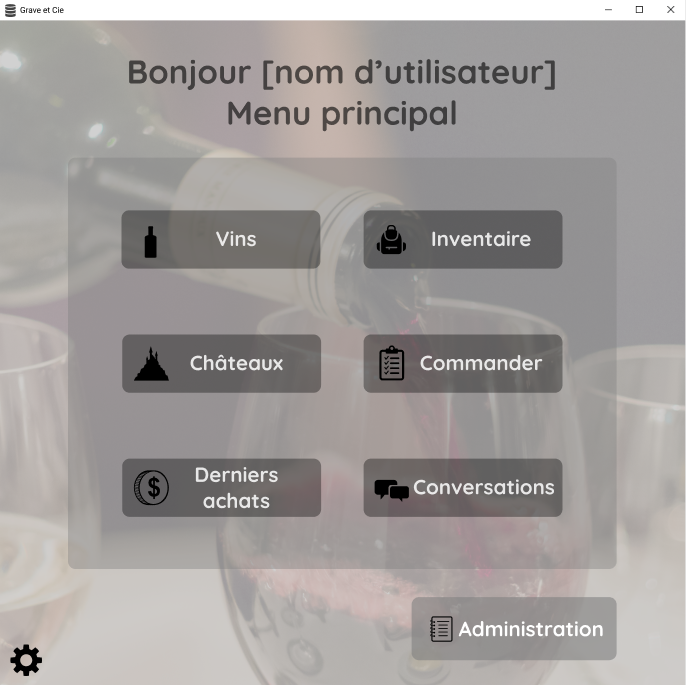 Grave et Cie
Bonjour [nom d’utilisateur]
Menu principal
Vins
Inventaire
Châteaux
Commander
Derniers
achats
Conversations
Administration